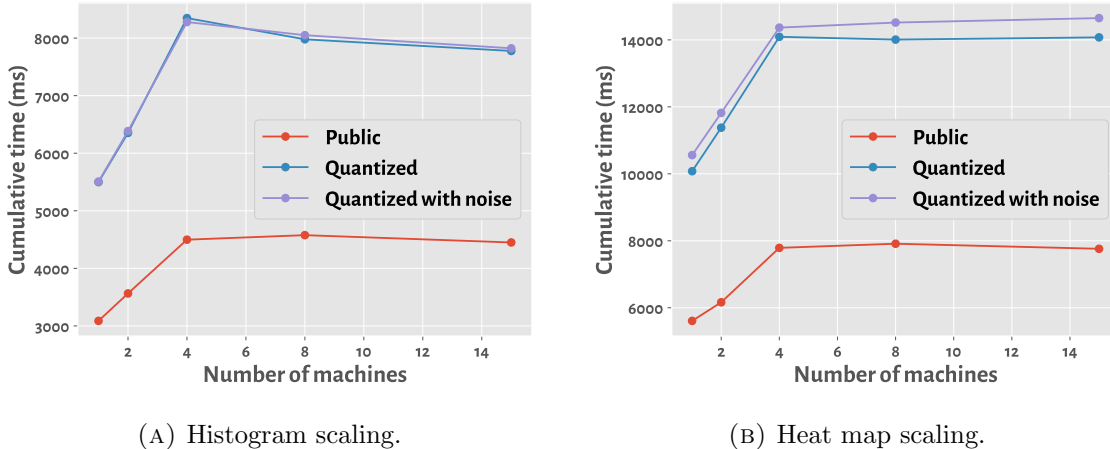 8000
7000
6000
5000
4000
3000
Cumulative time (ms)
Public
Quantized
Quantized with noise
2 4 6 8 10 12 14
Number of machines
(A) Histogram scaling.
14000
12000
10000
8000
6000
Cumulative time (ms)
Public
Quantized
Quantized with noise
2 4 6 8 10 12 14
Number of machines
(B) Heat map scaling.